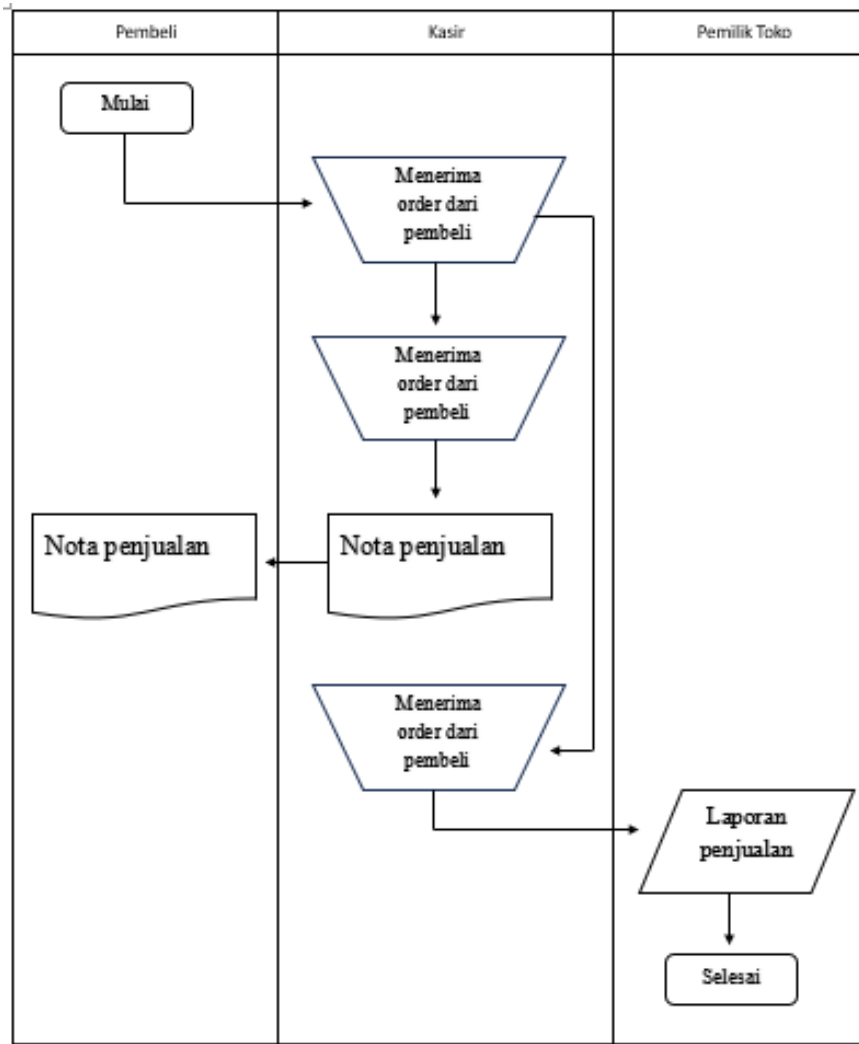 Pembeli
Kasir
Pemilik Toko
Mulai
Menerima
order dari
pembeli
Menerima
order dari
pembeli
Nota penjualan
Nota penjualan
Menerima
order dari
pembeli
Laporan
penjualan
Selesai